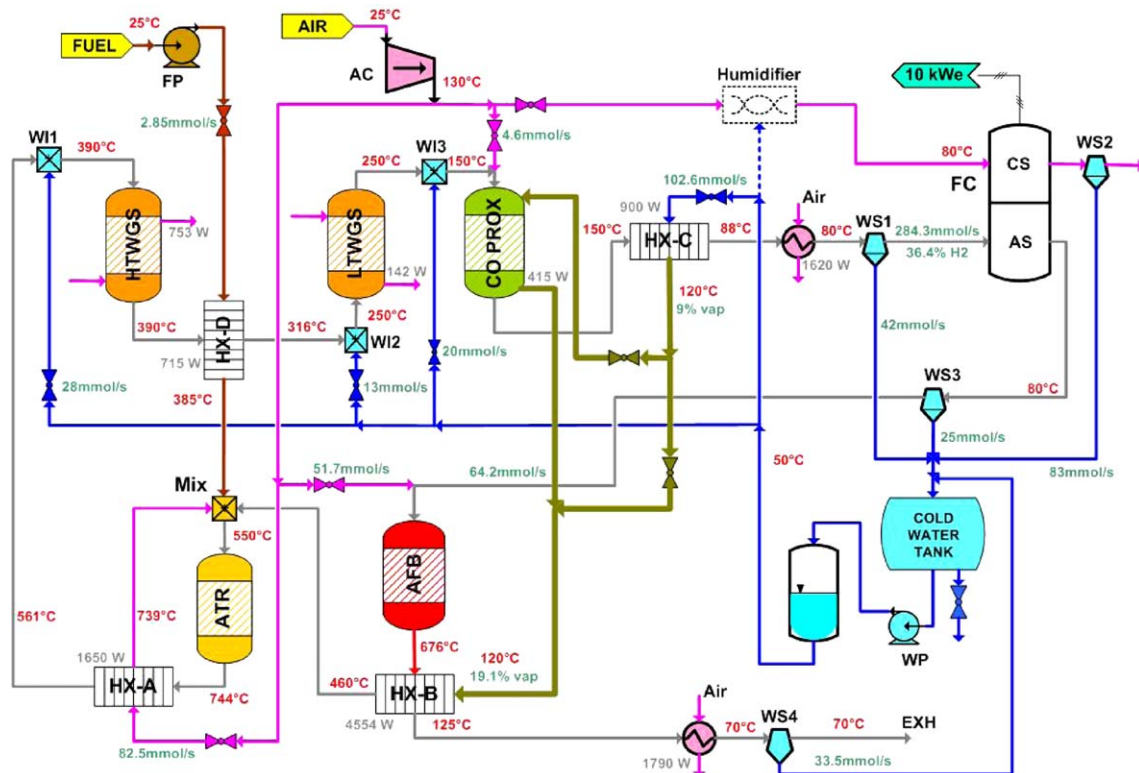 25°C
FUEL
FP
2.85mmol/s
AIR
25°C
AC
130°C
Humidifier
10 kWe
4.6mmol/s
80°C
FC
CS
AS
WS2
WI1
390°C
HTWGS
753 W
390°C
HX-D
715 W
316°C
385°C
28mmol/s
250°C
WI3
150°C
LTWGS
142 W
250°C
WI2
13mmol/s
20mmol/s
CO PROX
415 W
102.6mmol/s
900 W
150°C
HX-C
88°C
120°C
9% vap
Air
80°C
1620 W
WS1
284.3mmol/s
36.4% H2
42mmol/s
WS3
80°C
25mmol/s
83mmol/s
50°C
51.7mmol/s
64.2mmol/s
Mix
550°C
ATR
561°C
739°C
1650 W
HX-A
744°C
82.5mmol/s
AFB
676°C
120°C
19.1% vap
460°C
HX-B
4554 W
125°C
Air
70°C
1790 W
WS4
70°C
EXH
33.5mmol/s
COLD
WATER
TANK
WP